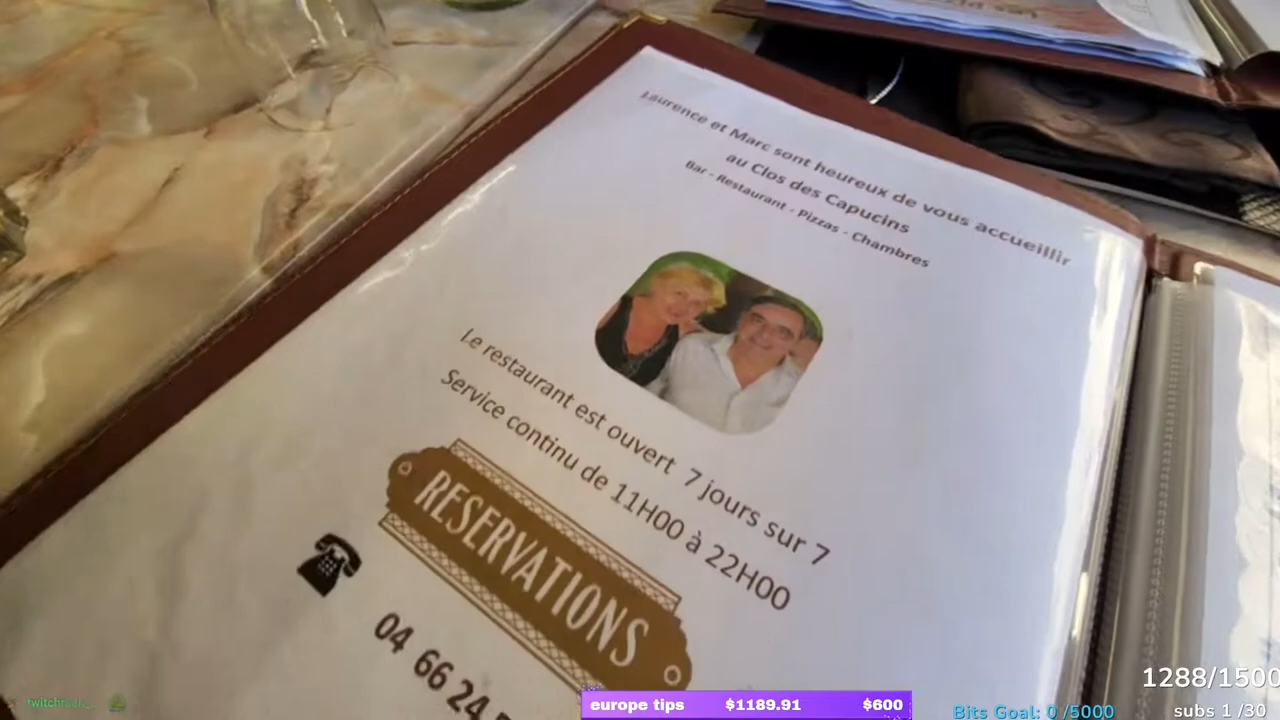 Laurence et Marc sont heureux de vous accueillir
au Clos des Capucins
Bar - Restaurant - Pizzas - Chambres
Le restaurant est ouvert 7 jours sur 7
Service continu de 11H00 à 22H00
RESERVATIONS
04 66 24
1288/1500
europe tips $1189.91 $600
Bits Goal: 0 /5000
subs 1 /30